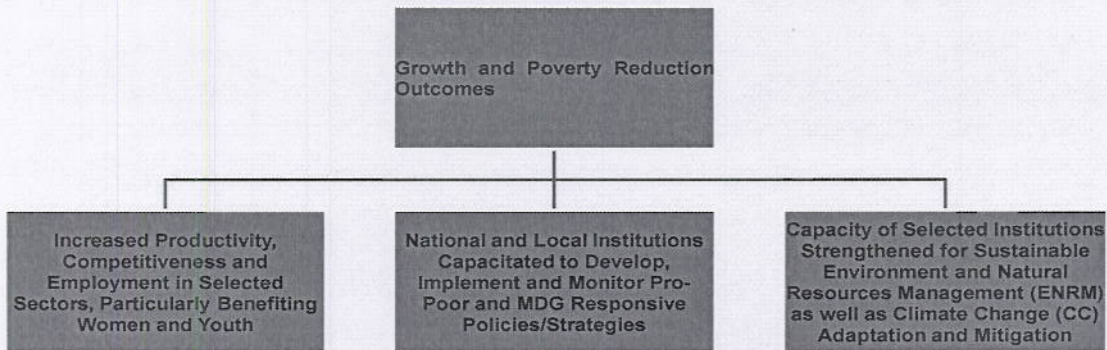 Growth and Poverty Reduction
Outcomes
Increased Productivity,
Competitiveness and
Employment in Selected
Sectors, Particularly Benefiting
Women and Youth
National and Local Institutions
Capacitated to Develop,
Implement and Monitor Pro-
Poor and MDG Responsive
Policies/Strategies
Capacity of Selected Institutions
Strengthened for Sustainable
Environment and Natural
Resources Management (ENRM)
as well as Climate Change (CC)
Adaptation and Mitigation